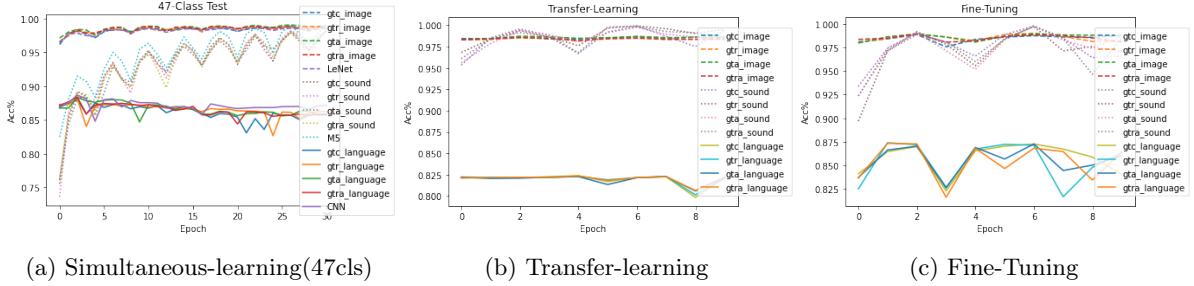 47-Class Test
Acc%
1.00
0.95
0.90
0.85
0.80
0.75
0
5
10
15
20
25
30
Epoch
gtc_image
gtr_image
gta_image
gtra_image
LeNet
gtc_sound
gtr_sound
gta_sound
gtra_sound
M5
gtc_language
gtr_language
gta_language
gtra_language
CNN
(a) Simultaneous-learning(47cls)
Transfer-Learning
Acc%
1.000
0.975
0.950
0.925
0.900
0.875
0.850
0.825
0.800
0
2
4
6
8
Epoch
gtc_image
gtr_image
gta_image
gtra_image
gtc_sound
gtr_sound
gta_sound
gtra_sound
gtc_language
gtr_language
gta_language
gtra_language
(b) Transfer-learning
Fine-Tuning
Acc%
1.000
0.975
0.950
0.925
0.900
0.875
0.850
0.825
0
2
4
6
8
Epoch
gtc_image
gtr_image
gta_image
gtra_image
gtc_sound
gtr_sound
gta_sound
gtra_sound
gtc_language
gtr_language
gta_language
gtra_language
(c) Fine-Tuning